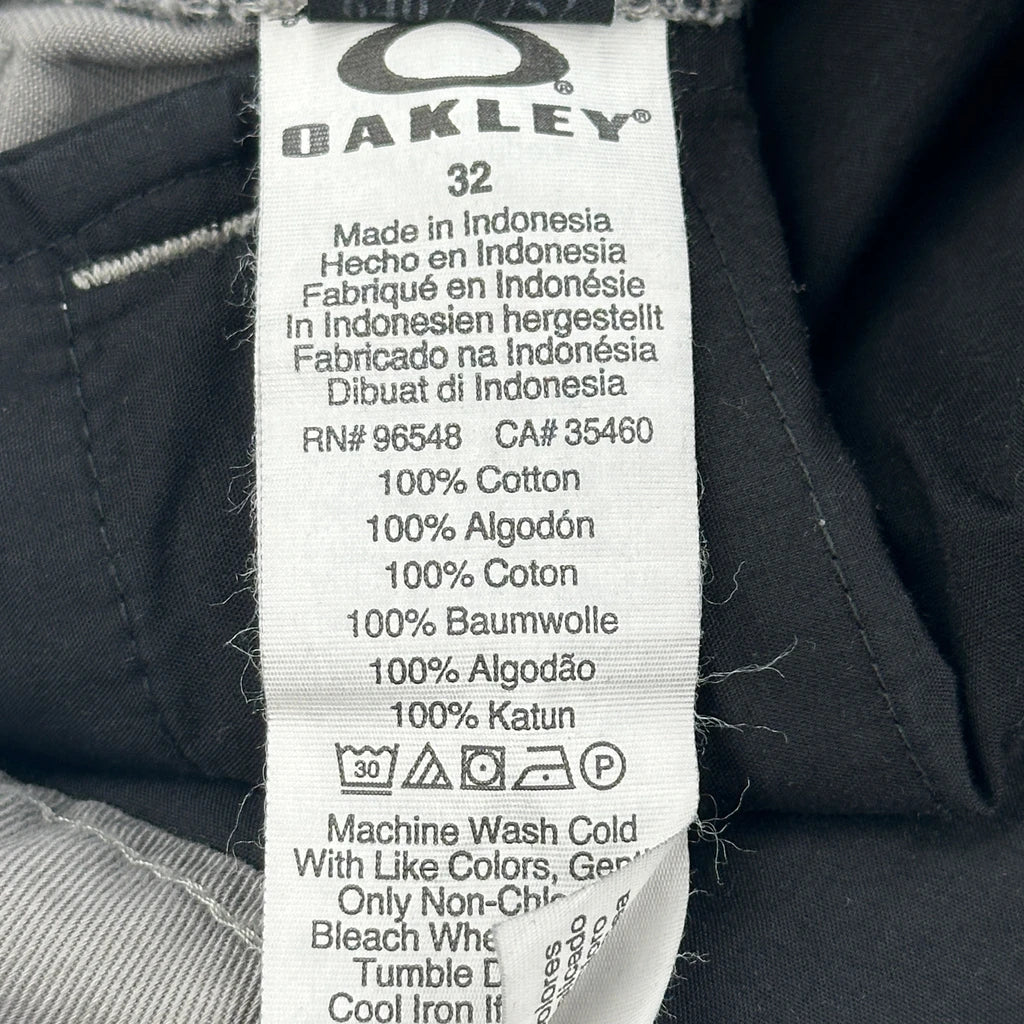 OAKLEY®
32
Made in Indonesia
Hecho en Indonesia
Fabriqué en Indonésie
In Indonesien hergestellt
Fabricado na Indonésia
Dibuat di Indonesia
RN# 96548 CA# 35460
100% Cotton
100% Algodón
100% Coton
100% Baumwolle
100% Algodão
100% Katun
30 P
Machine Wash Cold
With Like Colors,
Only
Bleach
Tumble
Cool Iron If